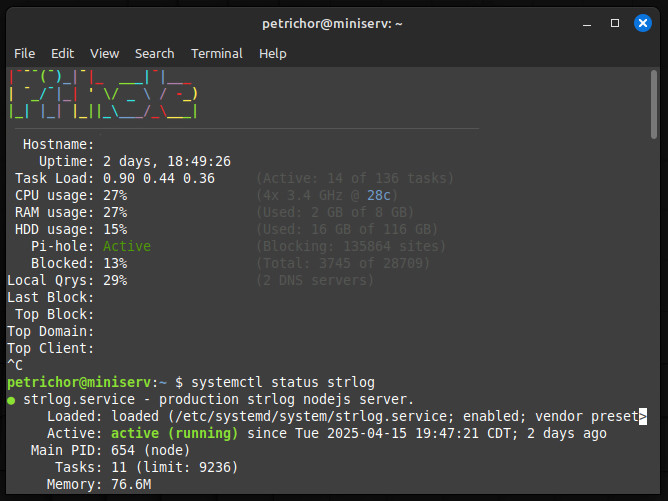 petrichor@miniserv: ~
File Edit View Search Terminal Help
|¯¯¯(¯)_|¯|_  ___|¯|___
| ¯_/¯|_| ' \/ _ \ / -_)
|_| |_| |_||_\___/_\___|
Hostname:
Uptime: 2 days, 18:49:26
Task Load: 0.90 0.44 0.36 (Active: 14 of 136 tasks)
CPU usage: 27% (4x 3.4 GHz @ 28c)
RAM usage: 27% (Used: 2 GB of 8 GB)
HDD usage: 15% (Used: 16 GB of 116 GB)
Pi-hole: Active (Blocking: 135864 sites)
Blocked: 13% (Total: 3745 of 28709)
Local Qrys: 29% (2 DNS servers)
Last Block:
Top Block:
Top Domain:
Top Client:
^C
petrichor@miniserv:~ $ systemctl status strlog
● strlog.service - production strlog nodejs server.
Loaded: loaded (/etc/systemd/system/strlog.service; enabled; vendor preset>
Active: active (running) since Tue 2025-04-15 19:47:21 CDT; 2 days ago
Main PID: 654 (node)
Tasks: 11 (limit: 9236)
Memory: 76.6M